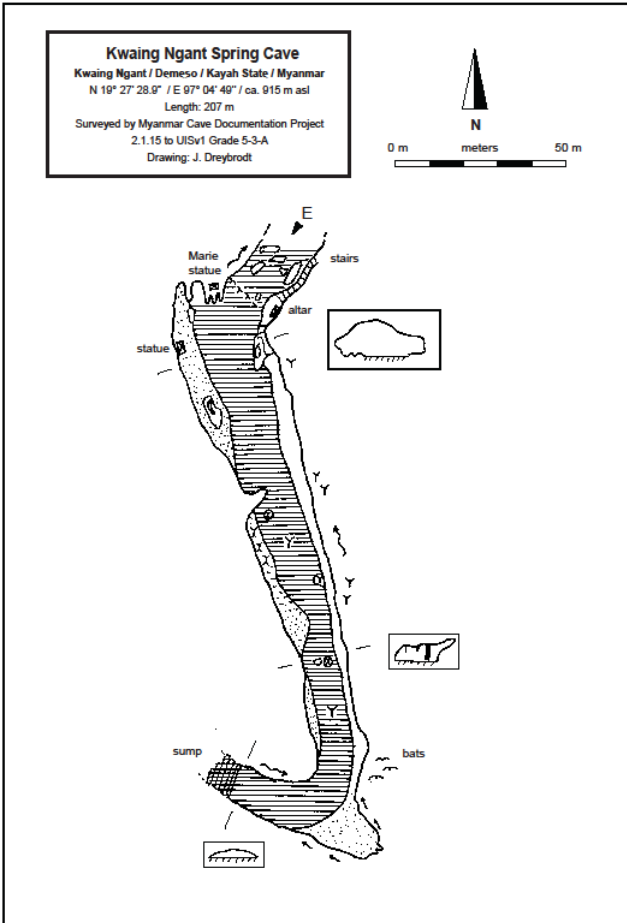 Kwaing Ngant Spring Cave
Kwaing Ngant / Demeso / Kayah State / Myanmar
N 19° 27' 28.9" / E 97° 04' 49" / ca. 915 m asl
Length: 207 m
Surveyed by Myanmar Cave Documentation Project
2.1.15 to UISv1 Grade 5-3-A
Drawing: J. Dreybrodt
N
0 m meters 50 m
E
Marie
statue
stairs
altar
statue
sump
bats